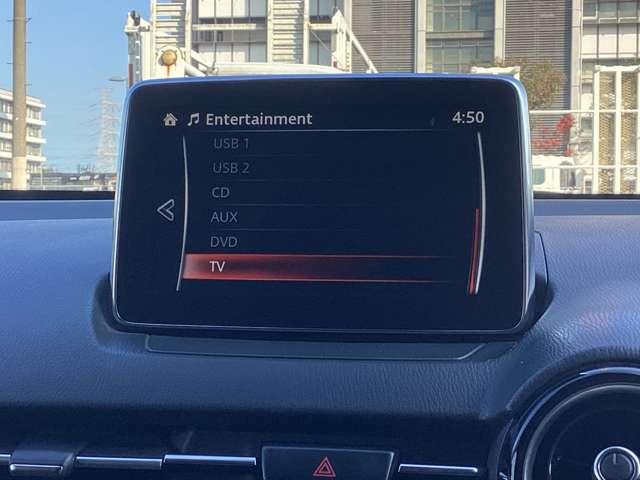 Entertainment 4:50
USB 1
USB 2
CD
AUX
DVD
TV